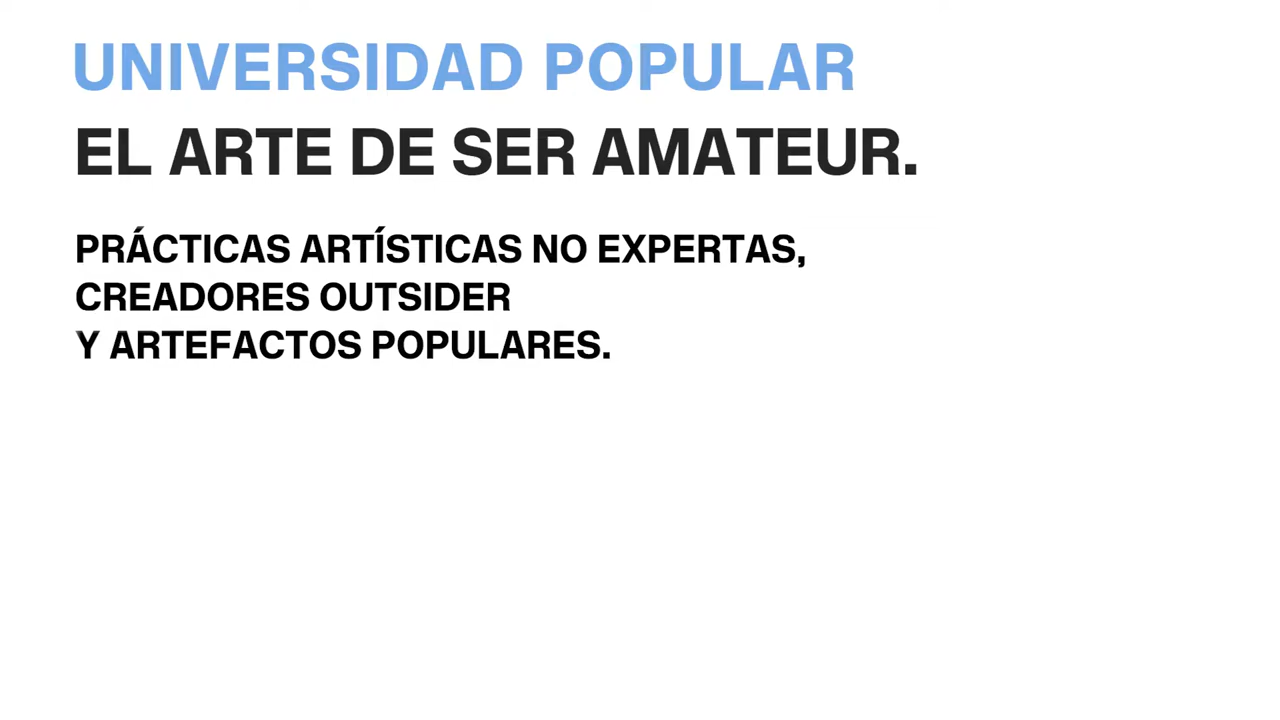 UNIVERSIDAD POPULAR
EL ARTE DE SER AMATEUR.
PRÁCTICAS ARTÍSTICAS NO EXPERTAS,
CREADORES OUTSIDER
Y ARTEFACTOS POPULARES.